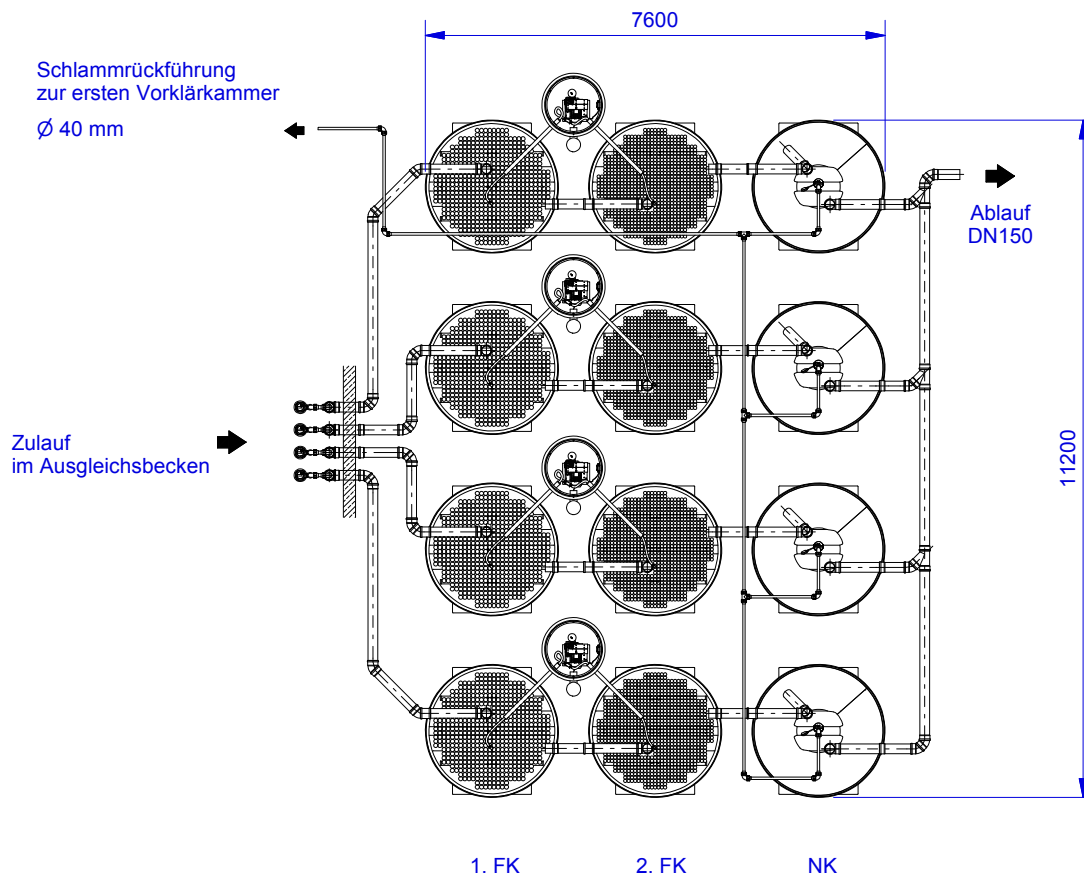 7600
Schlammrückführung
zur ersten Vorklärkammer
Ø 40 mm
Ablauf
DN150
Zulauf
im Ausgleichsbecken
11200
1. FK
2. FK
NK